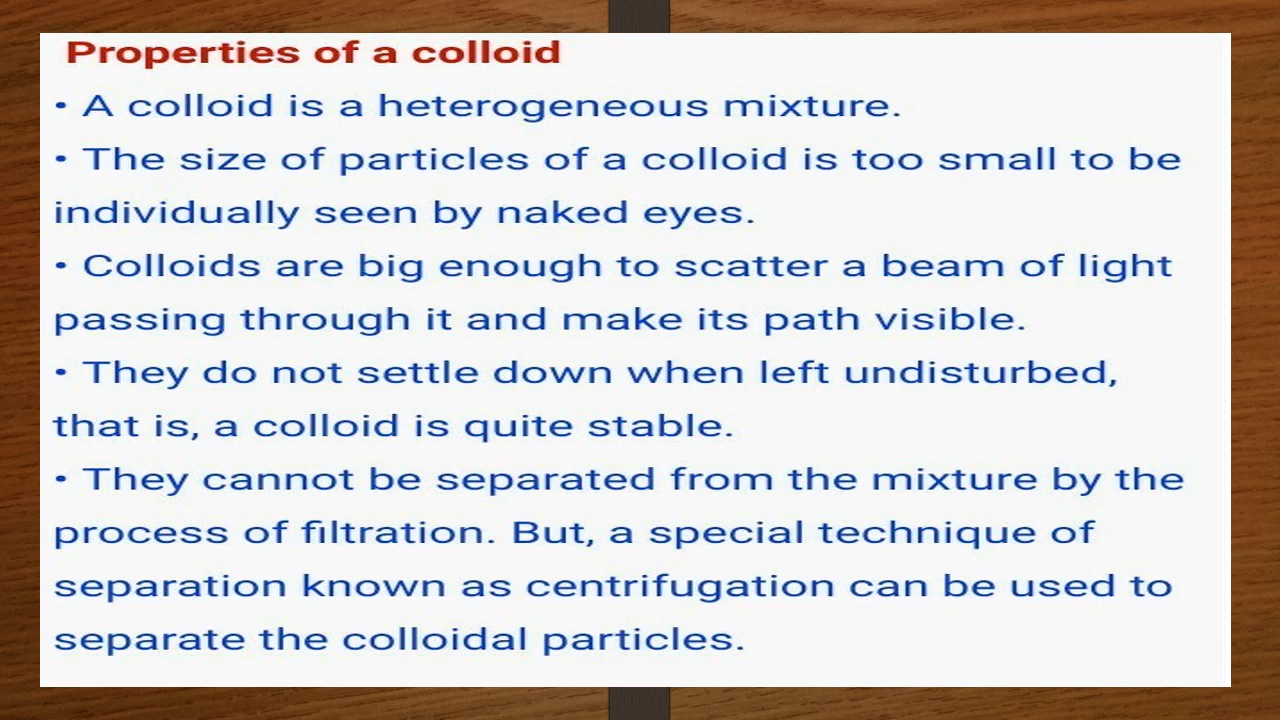 Properties of a colloid
• A colloid is a heterogeneous mixture.
• The size of particles of a colloid is too small to be
individually seen by naked eyes.
• Colloids are big enough to scatter a beam of light
passing through it and make its path visible.
• They do not settle down when left undisturbed,
that is, a colloid is quite stable.
• They cannot be separated from the mixture by the
process of filtration. But, a special technique of
separation known as centrifugation can be used to
separate the colloidal particles.